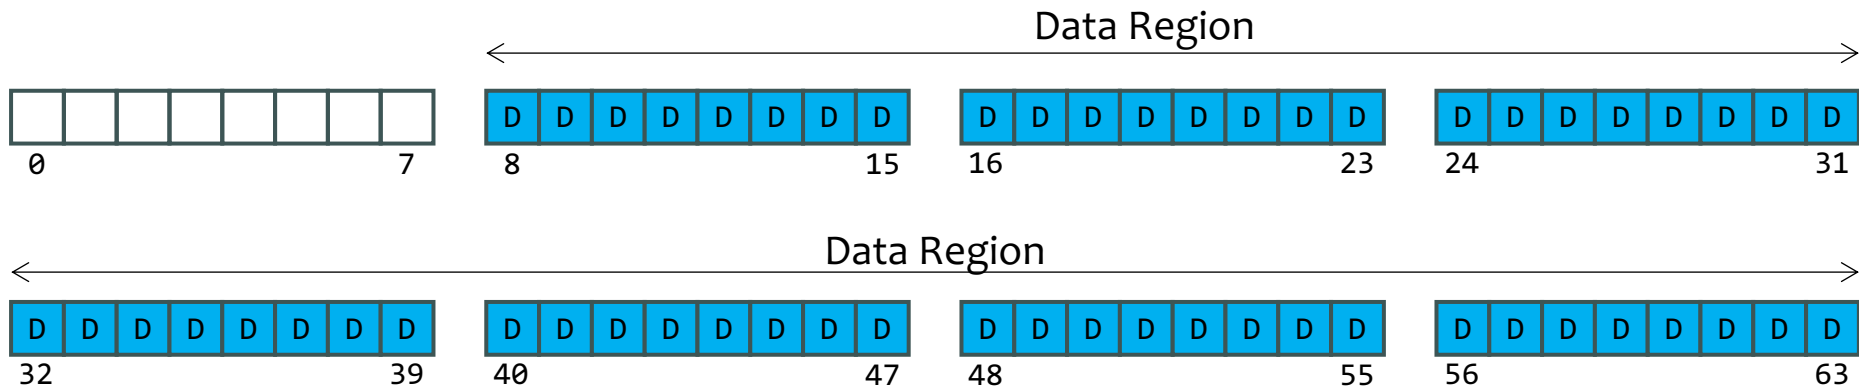 Data Region
D D D D D D D D D D D D D D D D D D D D D D D D
0 7 8 15 16 23 24 31
Data Region
D D D D D D D D D D D D D D D D D D D D D D D D D D D D D D D D
32 39 40 47 48 55 56 63